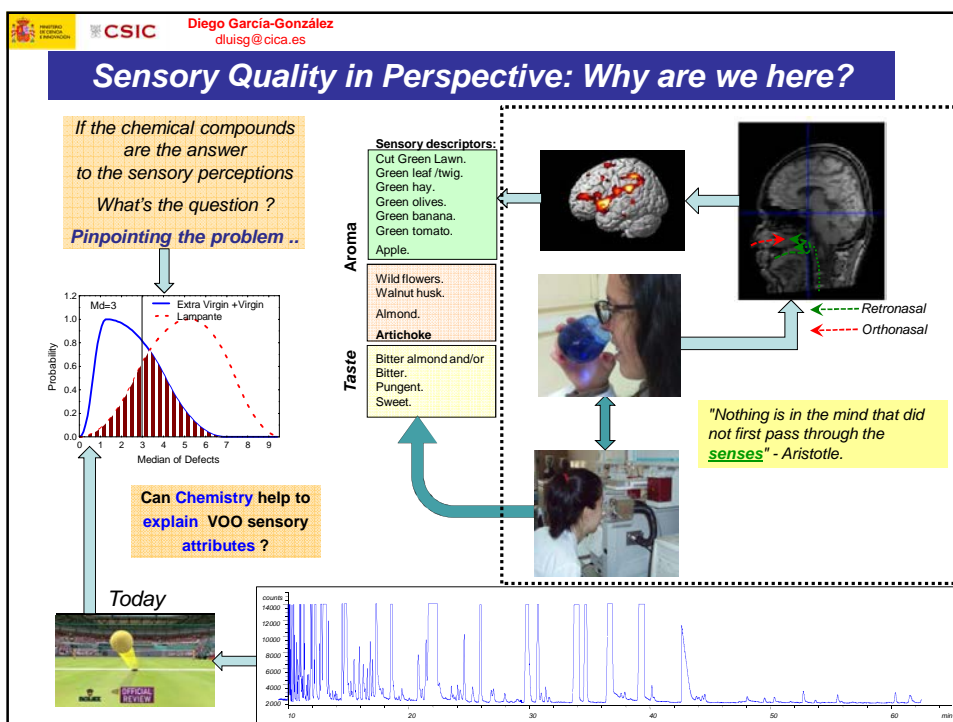 MINISTERIO
DE CIENCIA
E INNOVACIÓN
CSIC
Diego García-González
dluisg@cica.es
Sensory Quality in Perspective: Why are we here?
If the chemical compounds
are the answer
to the sensory perceptions
What's the question ?
Pinpointing the problem ..
Sensory descriptors:
Cut Green Lawn.
Green leaf /twig.
Green hay.
Green olives.
Green banana.
Green tomato.
Apple.
Aroma
Wild flowers.
Walnut husk.
Almond.
Artichoke
Taste
Bitter almond and/or
Bitter.
Pungent.
Sweet.
Retronasal
Orthonasal
Md=3
Extra Virgin +Virgin
Lampante
Probability
1.2
1.0
0.8
0.6
0.4
0.2
0.0
0 1 2 3 4 5 6 7 8 9
Median of Defects
"Nothing is in the mind that did
not first pass through the
senses" - Aristotle.
Can Chemistry help to
explain VOO sensory
attributes ?
Today
ROLEX
OFFICIAL
REVIEW
counts
14000
12000
10000
8000
6000
4000
2000
10 20 30 40 50 60 min